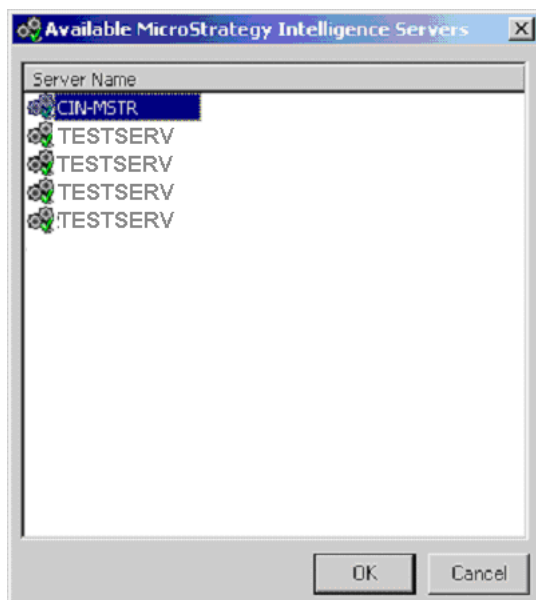 Available MicroStrategy Intelligence Servers
Server Name
CIN-MSTR
TESTSERV
TESTSERV
TESTSERV
TESTSERV
OK
Cancel